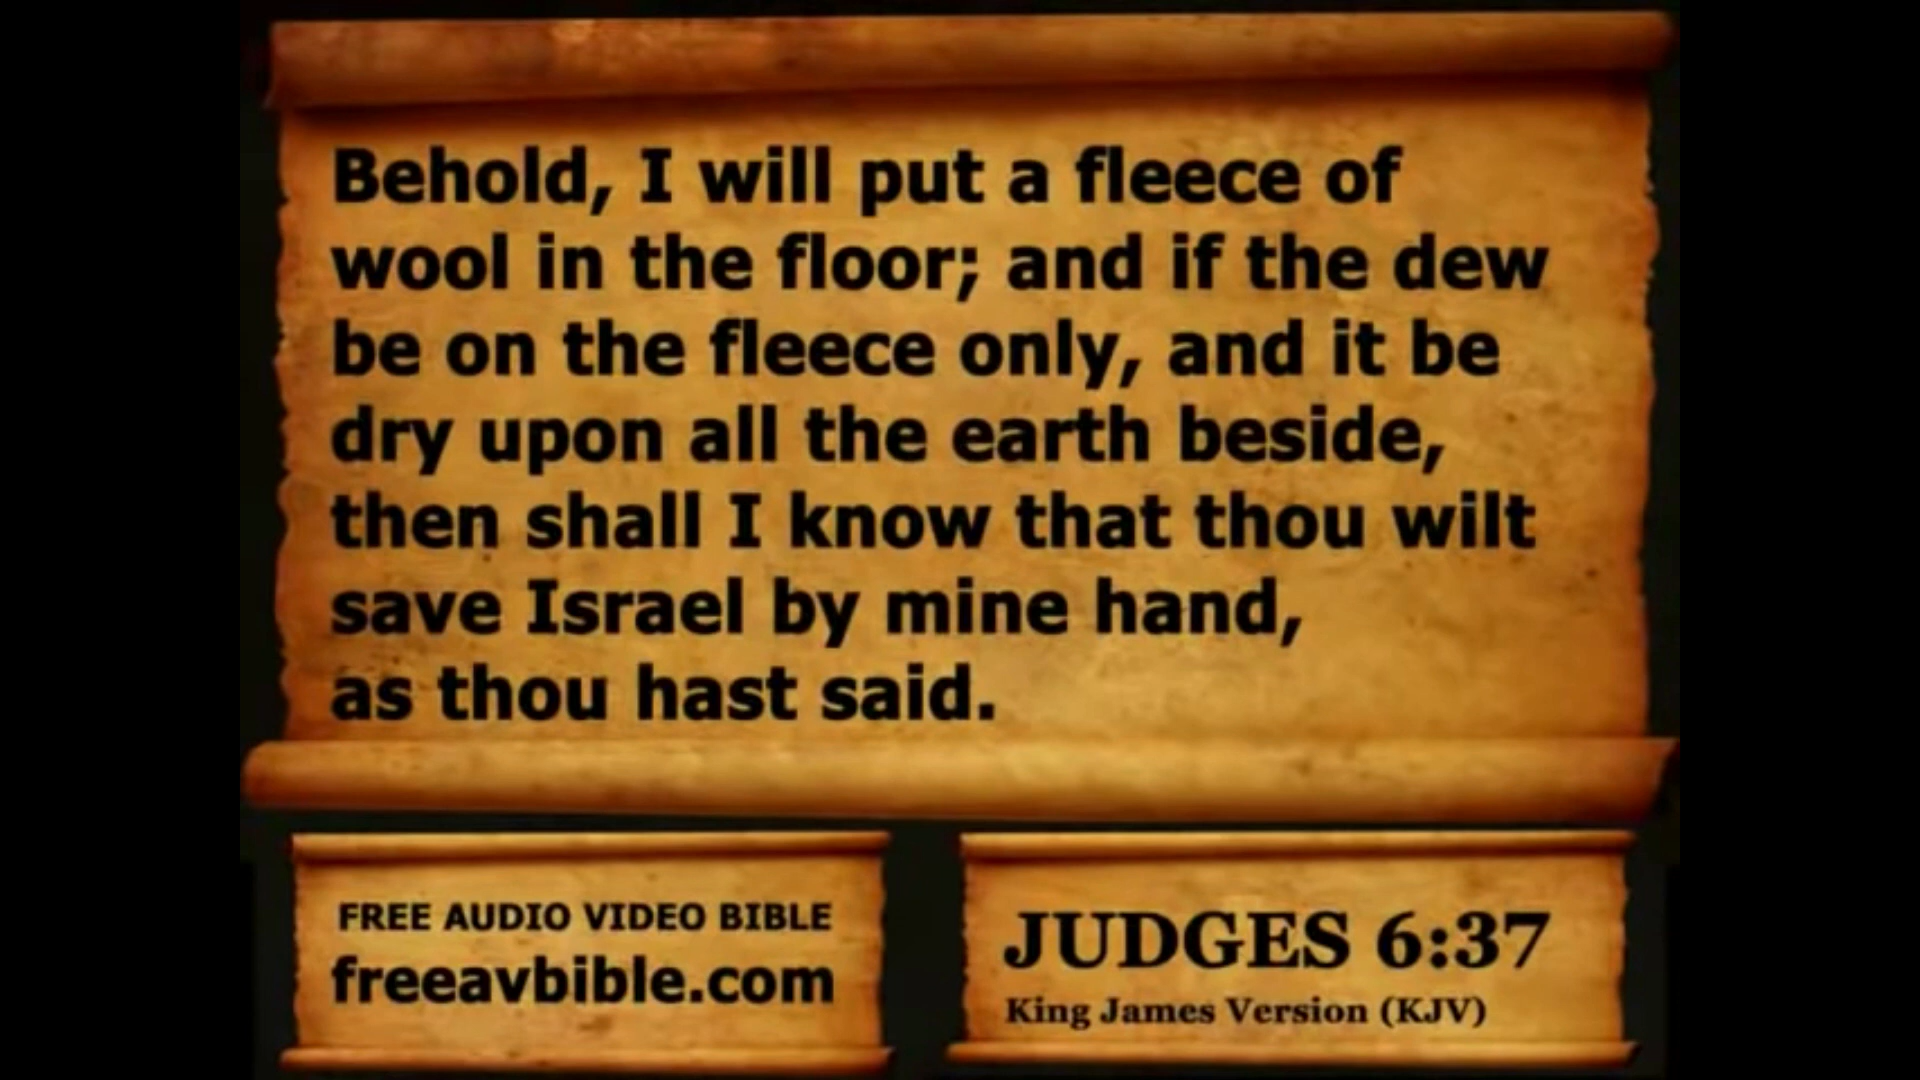 Behold, I will put a fleece of
wool in the floor; and if the dew
be on the fleece only, and it be
dry upon all the earth beside,
then shall I know that thou wilt
save Israel by mine hand,
as thou hast said.
FREE AUDIO VIDEO BIBLE
freeavbible.com
JUDGES 6:37
King James Version (KJV)